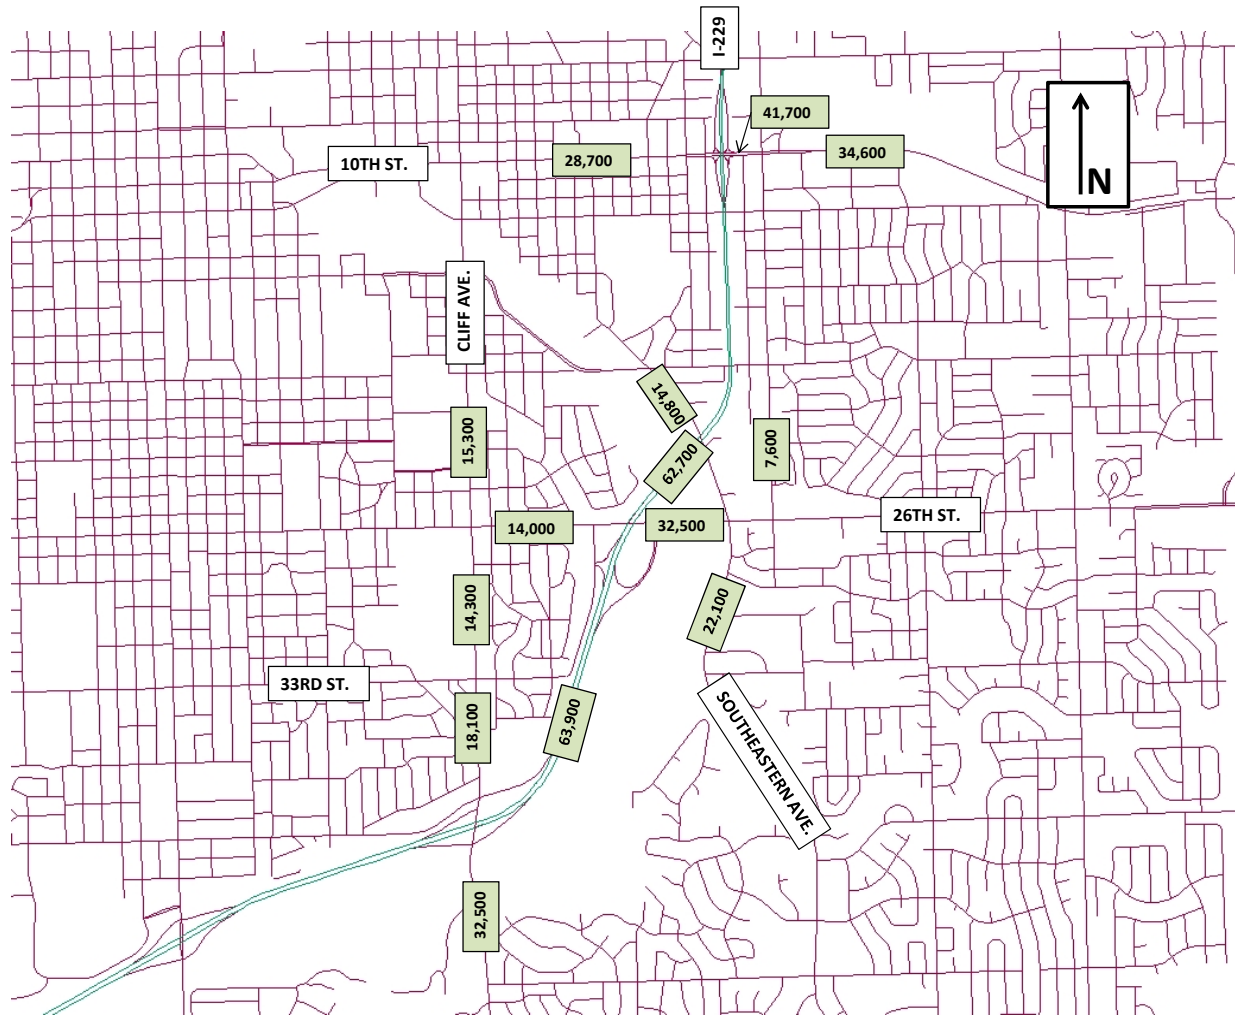 I-229
41,700
10TH ST.
28,700
34,600
N
CLIFF AVE.
14,800
15,300
7,600
62,700
26TH ST.
14,000
32,500
14,300
22,100
33RD ST.
18,100
63,900
SOUTHEASTERN AVE.
32,500